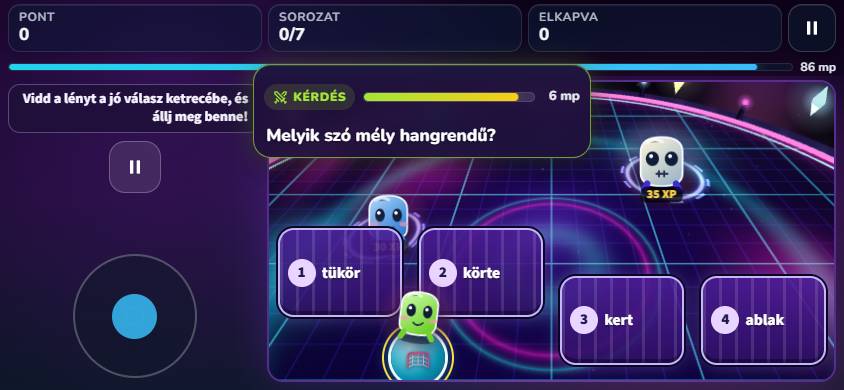 PONT
0
SOROZAT
0/7
ELKAPVA
0
86 mp
Vidd a lényt a jó válasz ketrecébe, és
állj meg benne!
KÉRDÉS
6 mp
Melyik szó mély hangrendű?
35 XP
1 tükör
2 körte
3 kert
4 ablak